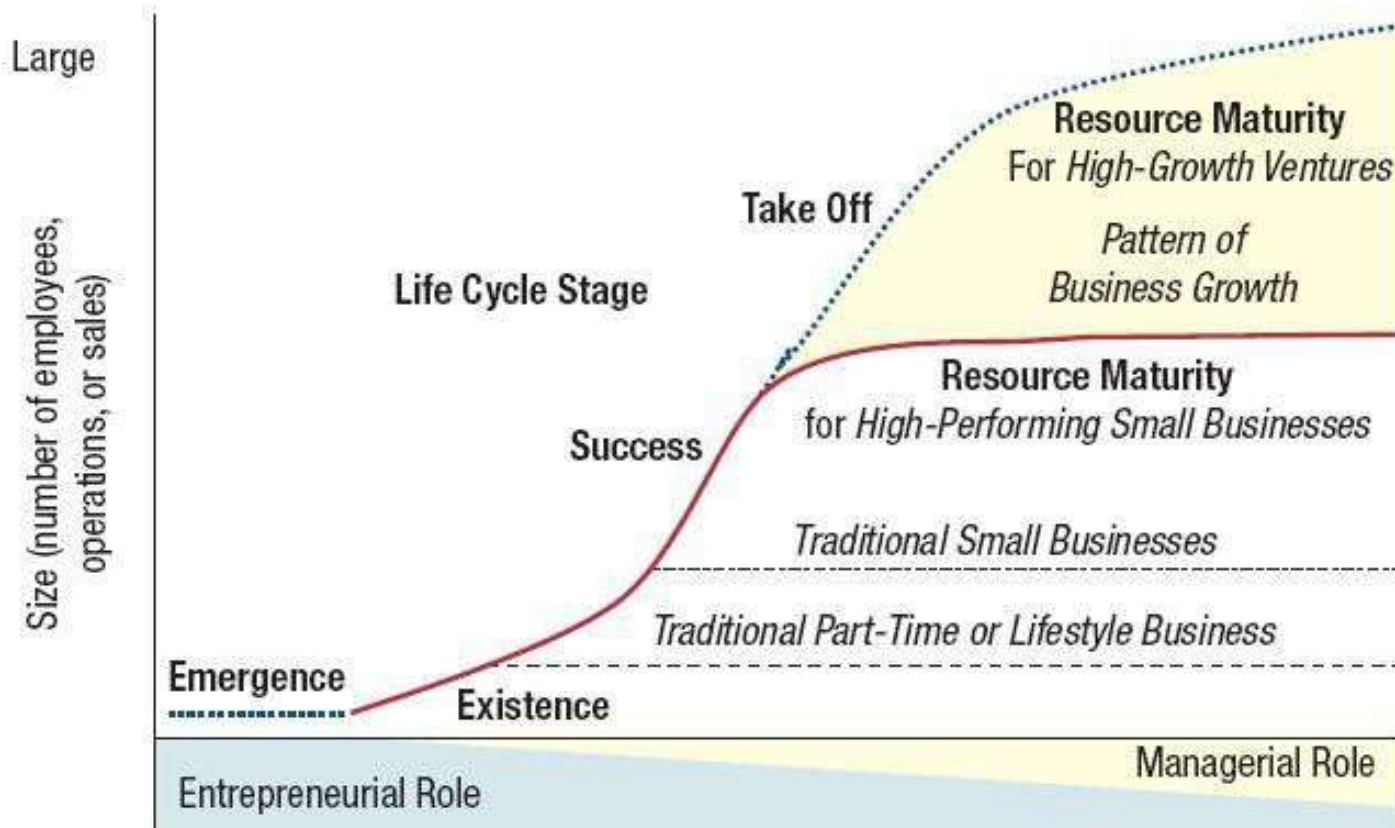 Large
Size (number of employees,
operations, or sales)
Life Cycle Stage
Take Off
Resource Maturity
For High-Growth Ventures
Pattern of
Business Growth
Resource Maturity
for High-Performing Small Businesses
Success
Traditional Small Businesses
Traditional Part-Time or Lifestyle Business
Emergence
Existence
Entrepreneurial Role
Managerial Role